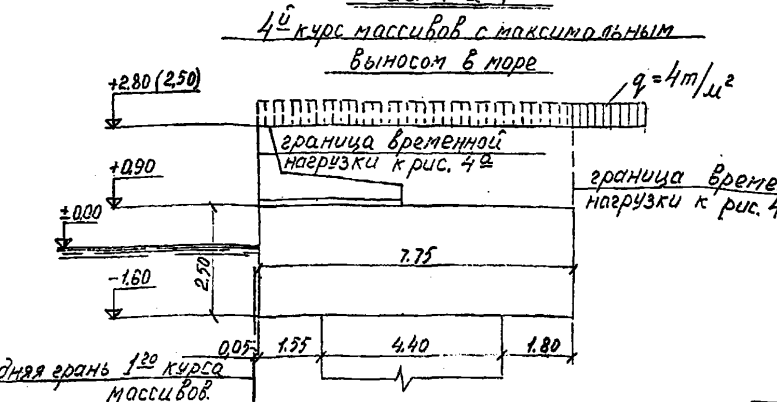 4й курс массивов с максимальным
выносом в море
+2.80 (2,50)
q=4т/м²
граница временной
нагрузки к рис. 4а
+0.90
граница време
нагрузки к рис. 4
±0.00
7.75
2.50
-1.60
0,05
1.55
4.40
1.80
дняя грань 1го курса
массивов.